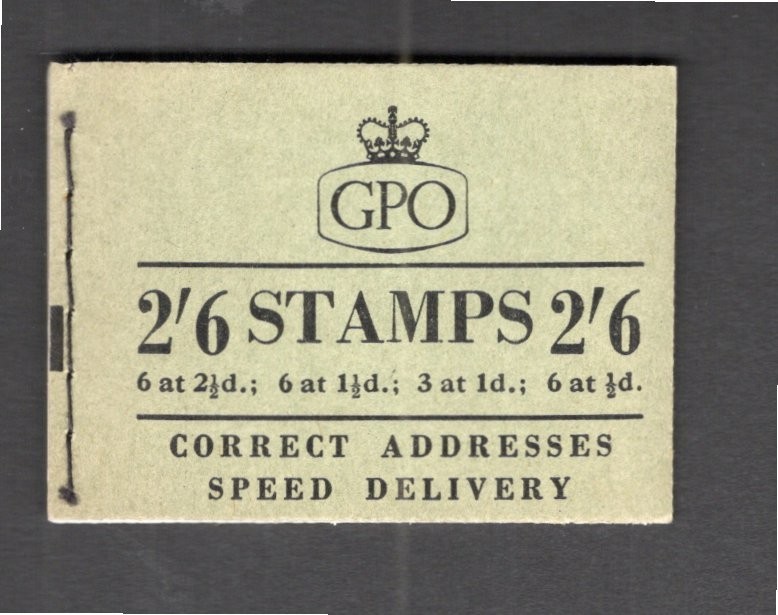 GPO
2'6 STAMPS 2'6
6 at 2½d.; 6 at 1½d.; 3 at 1d.; 6 at ½d.
CORRECT ADDRESSES
SPEED DELIVERY